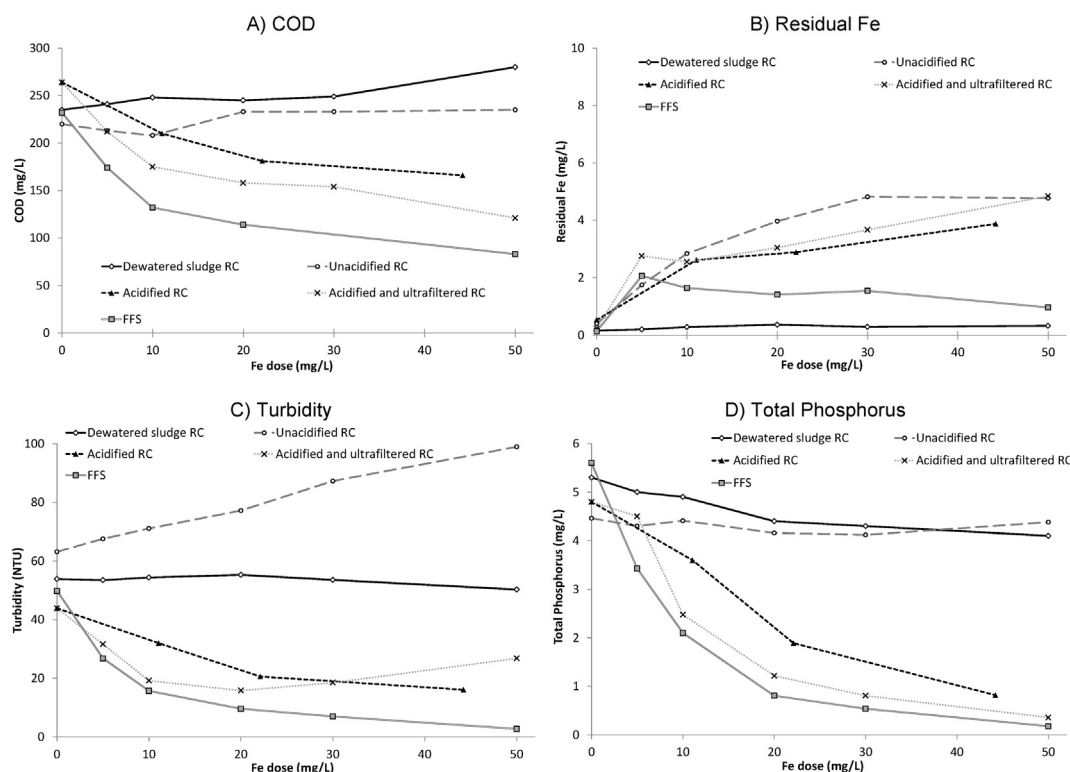 A) COD
300
250
200
150
100
50
0
COD (mg/L)
Dewatered sludge RC
Unacidified RC
Acidified RC
Acidified and ultrafiltered RC
FFS
0 10 20 30 40 50
Fe dose (mg/L)
B) Residual Fe
10
8
6
4
2
0
Residual Fe (mg/L)
Dewatered sludge RC
Unacidified RC
Acidified RC
Acidified and ultrafiltered RC
FFS
0 10 20 30 40 50
Fe dose (mg/L)
C) Turbidity
Dewatered sludge RC
Unacidified RC
Acidified RC
Acidified and ultrafiltered RC
FFS
100
80
60
40
20
0
Turbidity (NTU)
0 10 20 30 40 50
Fe dose (mg/L)
D) Total Phosphorus
Dewatered sludge RC
Unacidified RC
Acidified RC
Acidified and ultrafiltered RC
FFS
6
5
4
3
2
1
0
Total Phosphorus (mg/L)
0 10 20 30 40 50
Fe dose (mg/L)